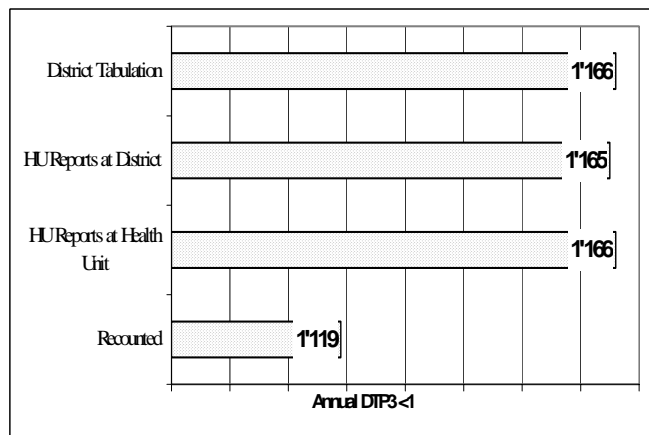 District Tabulation
1'166
HU Reports at District
1'165
HU Reports at Health
Unit
1'166
Recounted
1'119
Annual DTP3 <1